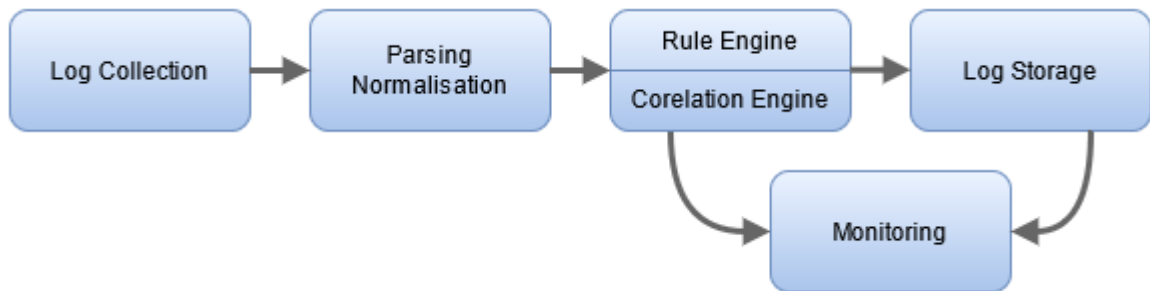 Log Collection
Parsing
Normalisation
Rule Engine
Corelation Engine
Log Storage
Monitoring